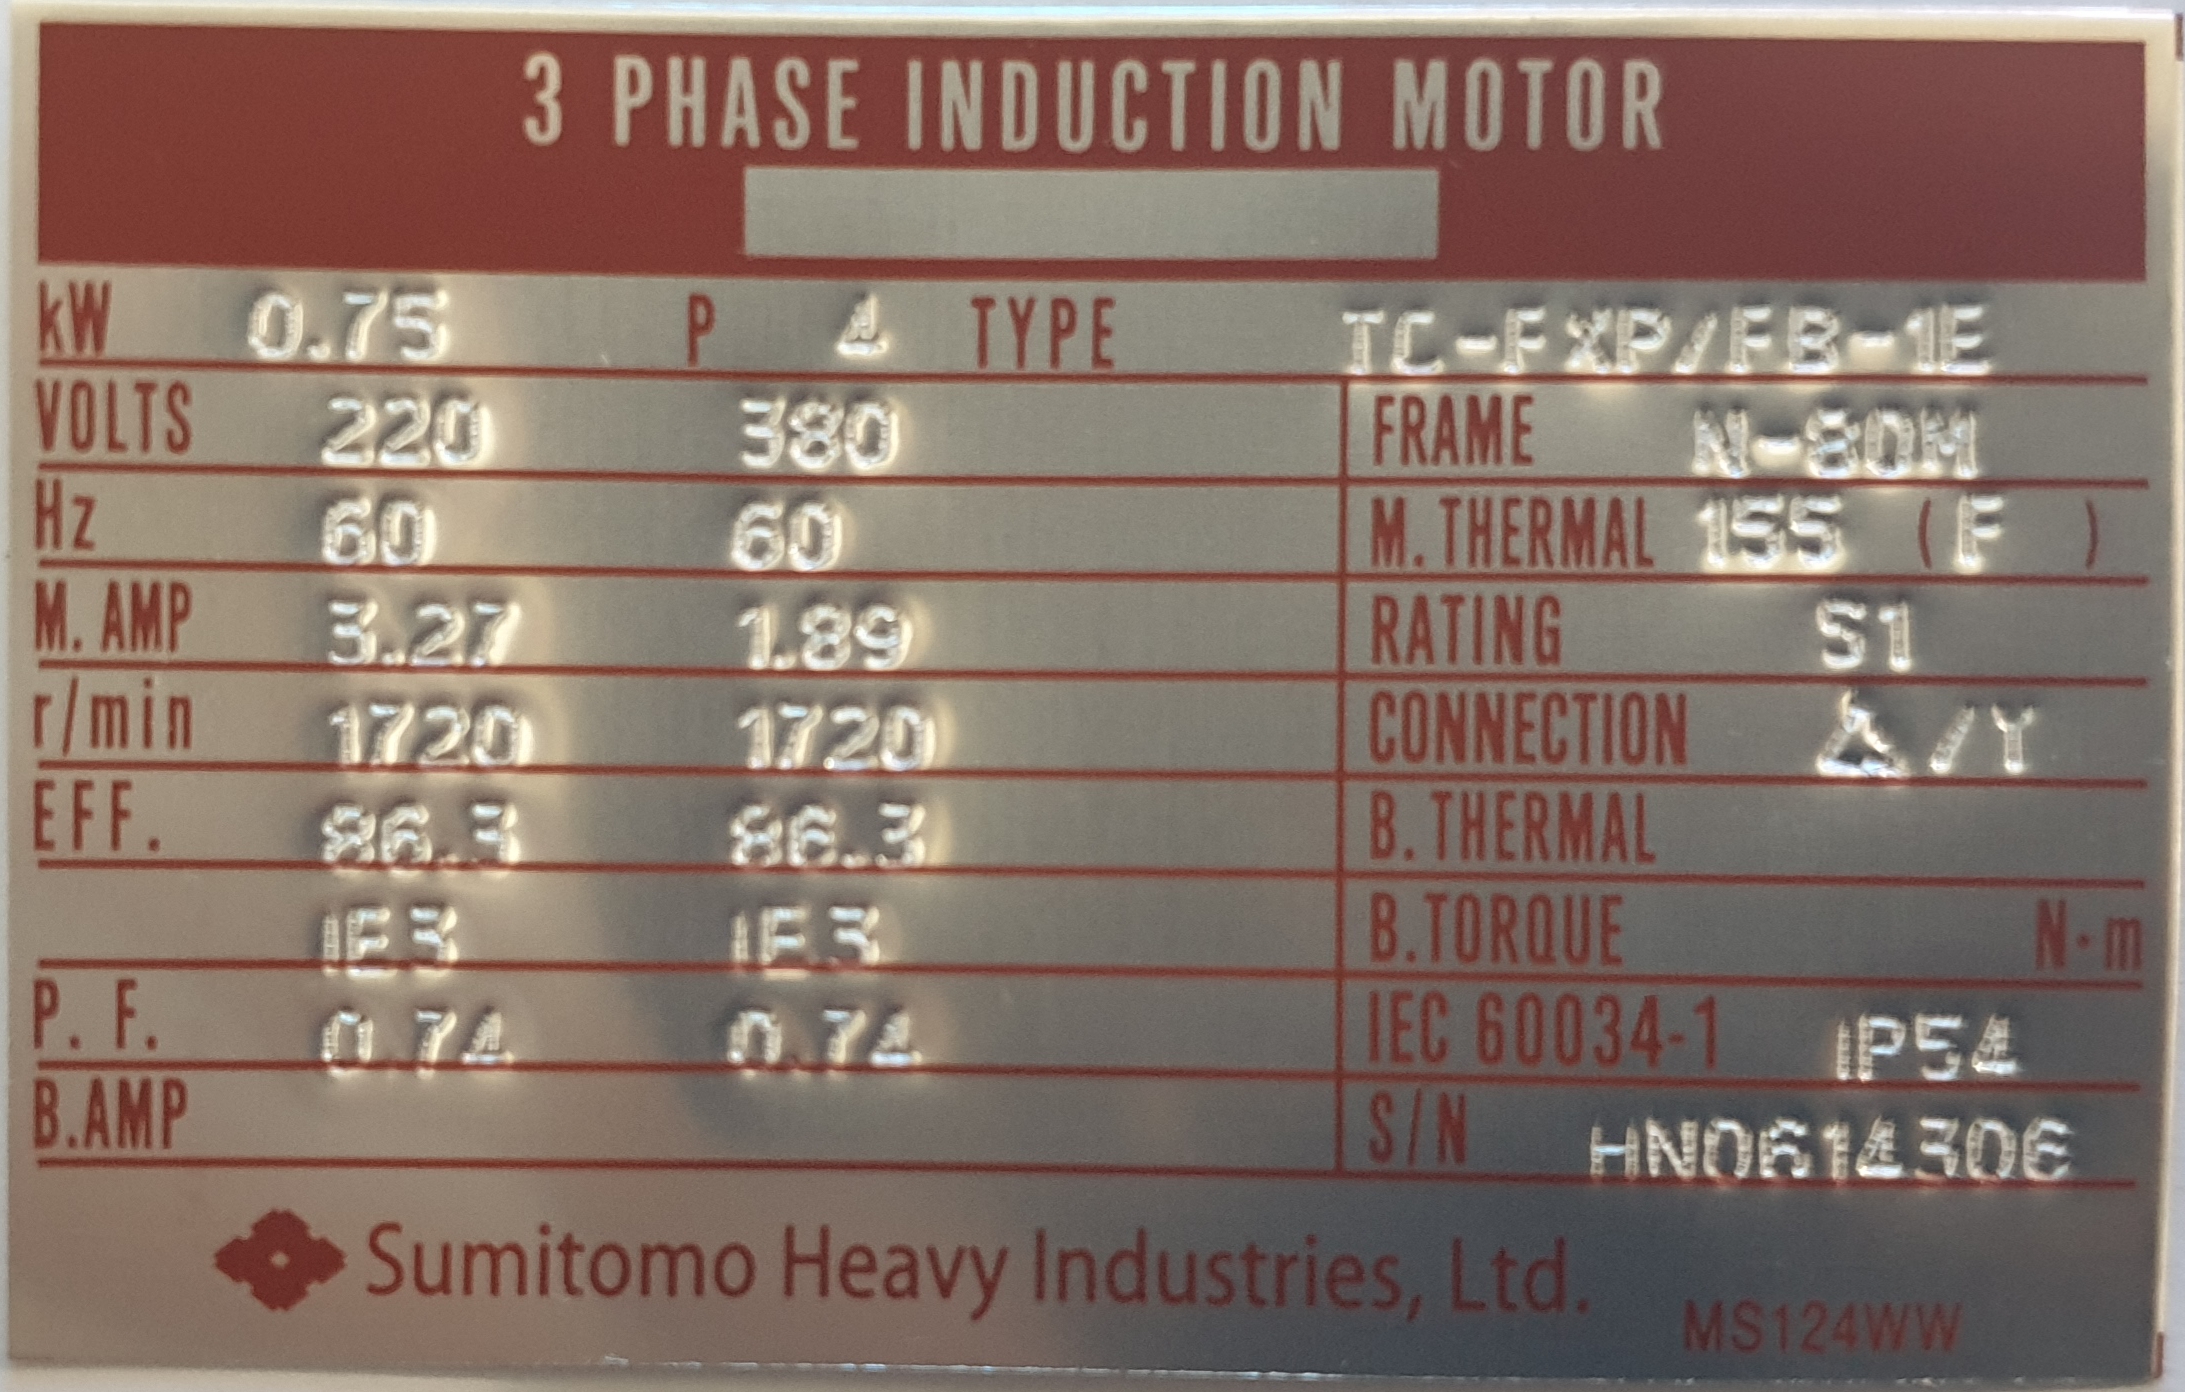 3 PHASE INDUCTION MOTOR
kW 0.75 P 4 TYPE TC-FXP/FB-1E
VOLTS 220 380 FRAME N-80M
Hz 60 60 M.THERMAL 155 (F )
M. AMP 3.27 1.89 RATING S1
r/min 1720 1720 CONNECTION △/Y
EFF. 86.3 86.3 B.THERMAL
IE3 IE3 B.TORQUE N·m
P. F. 0.74 0.74 IEC 60034-1 IP54
B.AMP S/N HN0614306
Sumitomo Heavy Industries, Ltd.
MS124WW